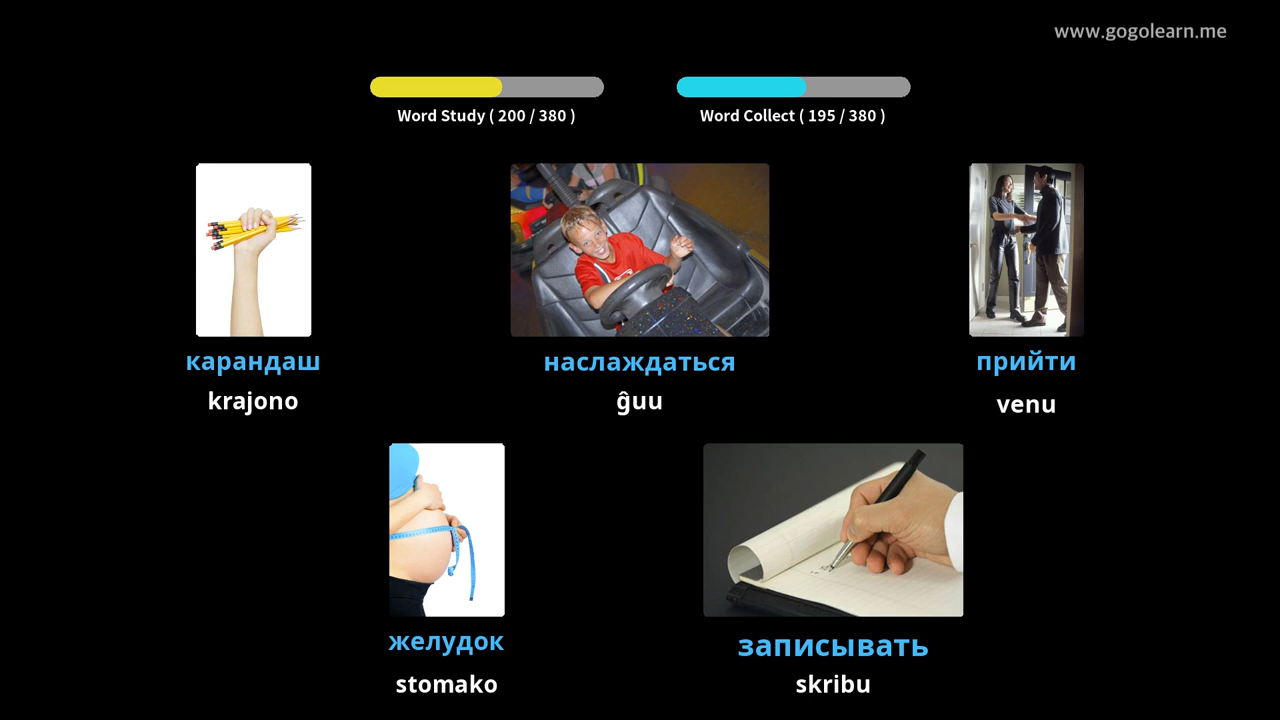 www.gogolearn.me
Word Study ( 200 / 380 )
Word Collect ( 195 / 380 )
карандаш
krajono
наслаждаться
ĝuu
прийти
venu
желудок
stomako
записывать
skribu